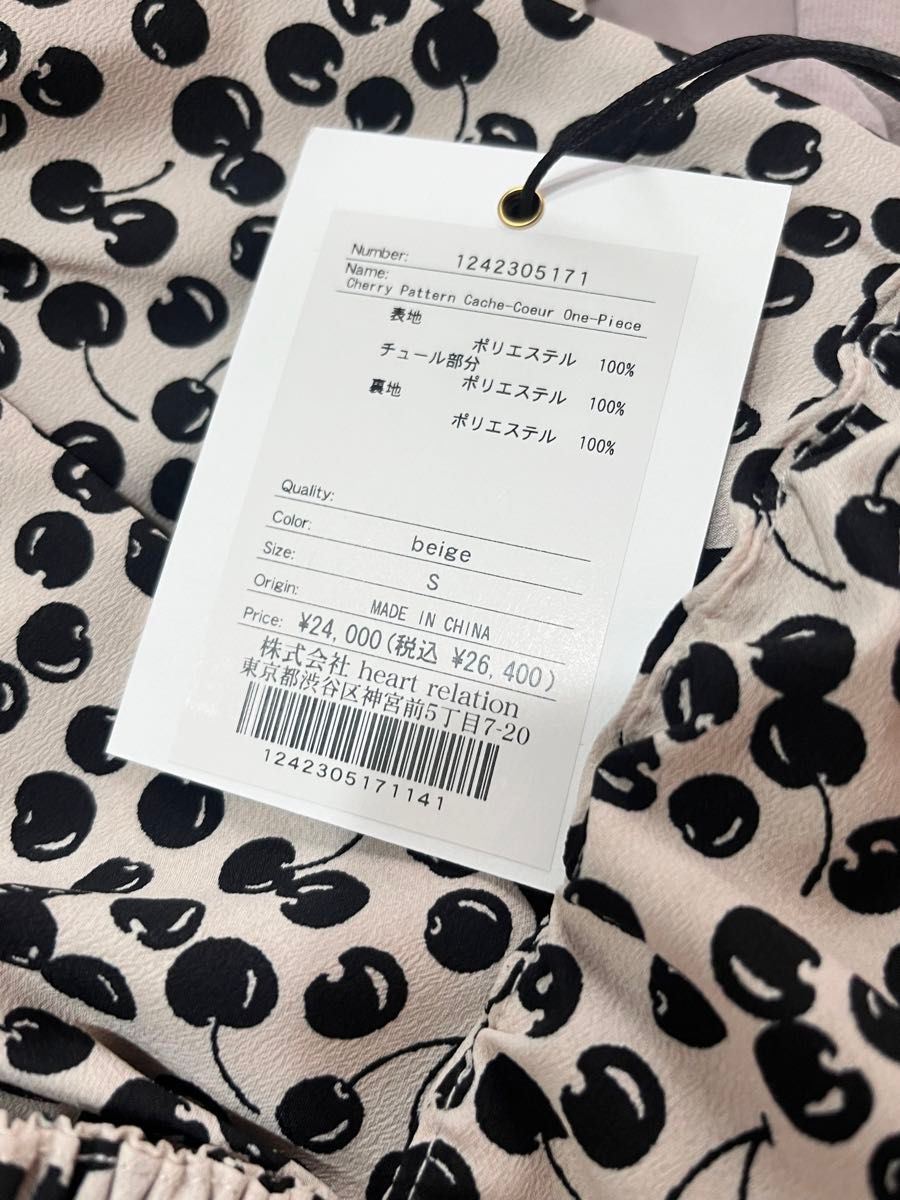 Number: 1242305171
Name:
Cherry Pattern Cache-Coeur One-Piece
表地
ポリエステル 100%
チュール部分
ポリエステル 100%
裏地
ポリエステル 100%
Quality:
Color: beige
Size: S
Origin: MADE IN CHINA
Price: ¥24,000(税込 ¥26,400)
株式会社 heart relation
東京都渋谷区神宮前5丁目7-20
1242305171141